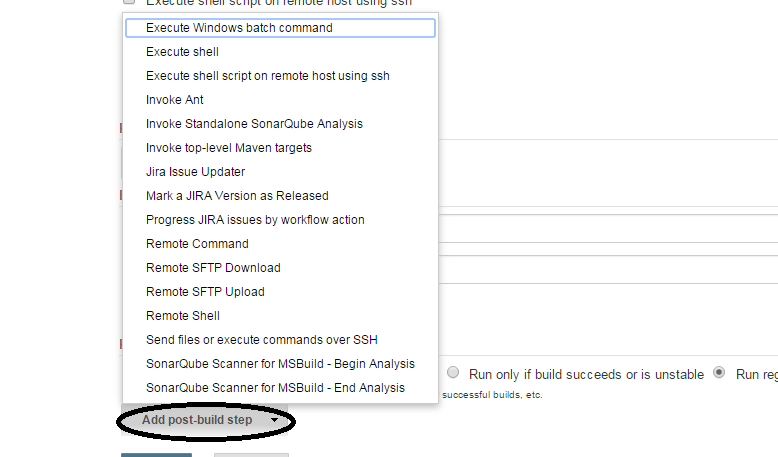 Execute shell script on remote host using ssh
Execute Windows batch command
Execute shell
Execute shell script on remote host using ssh
Invoke Ant
Invoke Standalone SonarQube Analysis
Invoke top-level Maven targets
Jira Issue Updater
Mark a JIRA Version as Released
Progress JIRA issues by workflow action
Remote Command
Remote SFTP Download
Remote SFTP Upload
Remote Shell
Send files or execute commands over SSH
SonarQube Scanner for MSBuild - Begin Analysis
Run only if build succeeds or is unstable Run reg
SonarQube Scanner for MSBuild - End Analysis
successful builds, etc.
Add post-build step